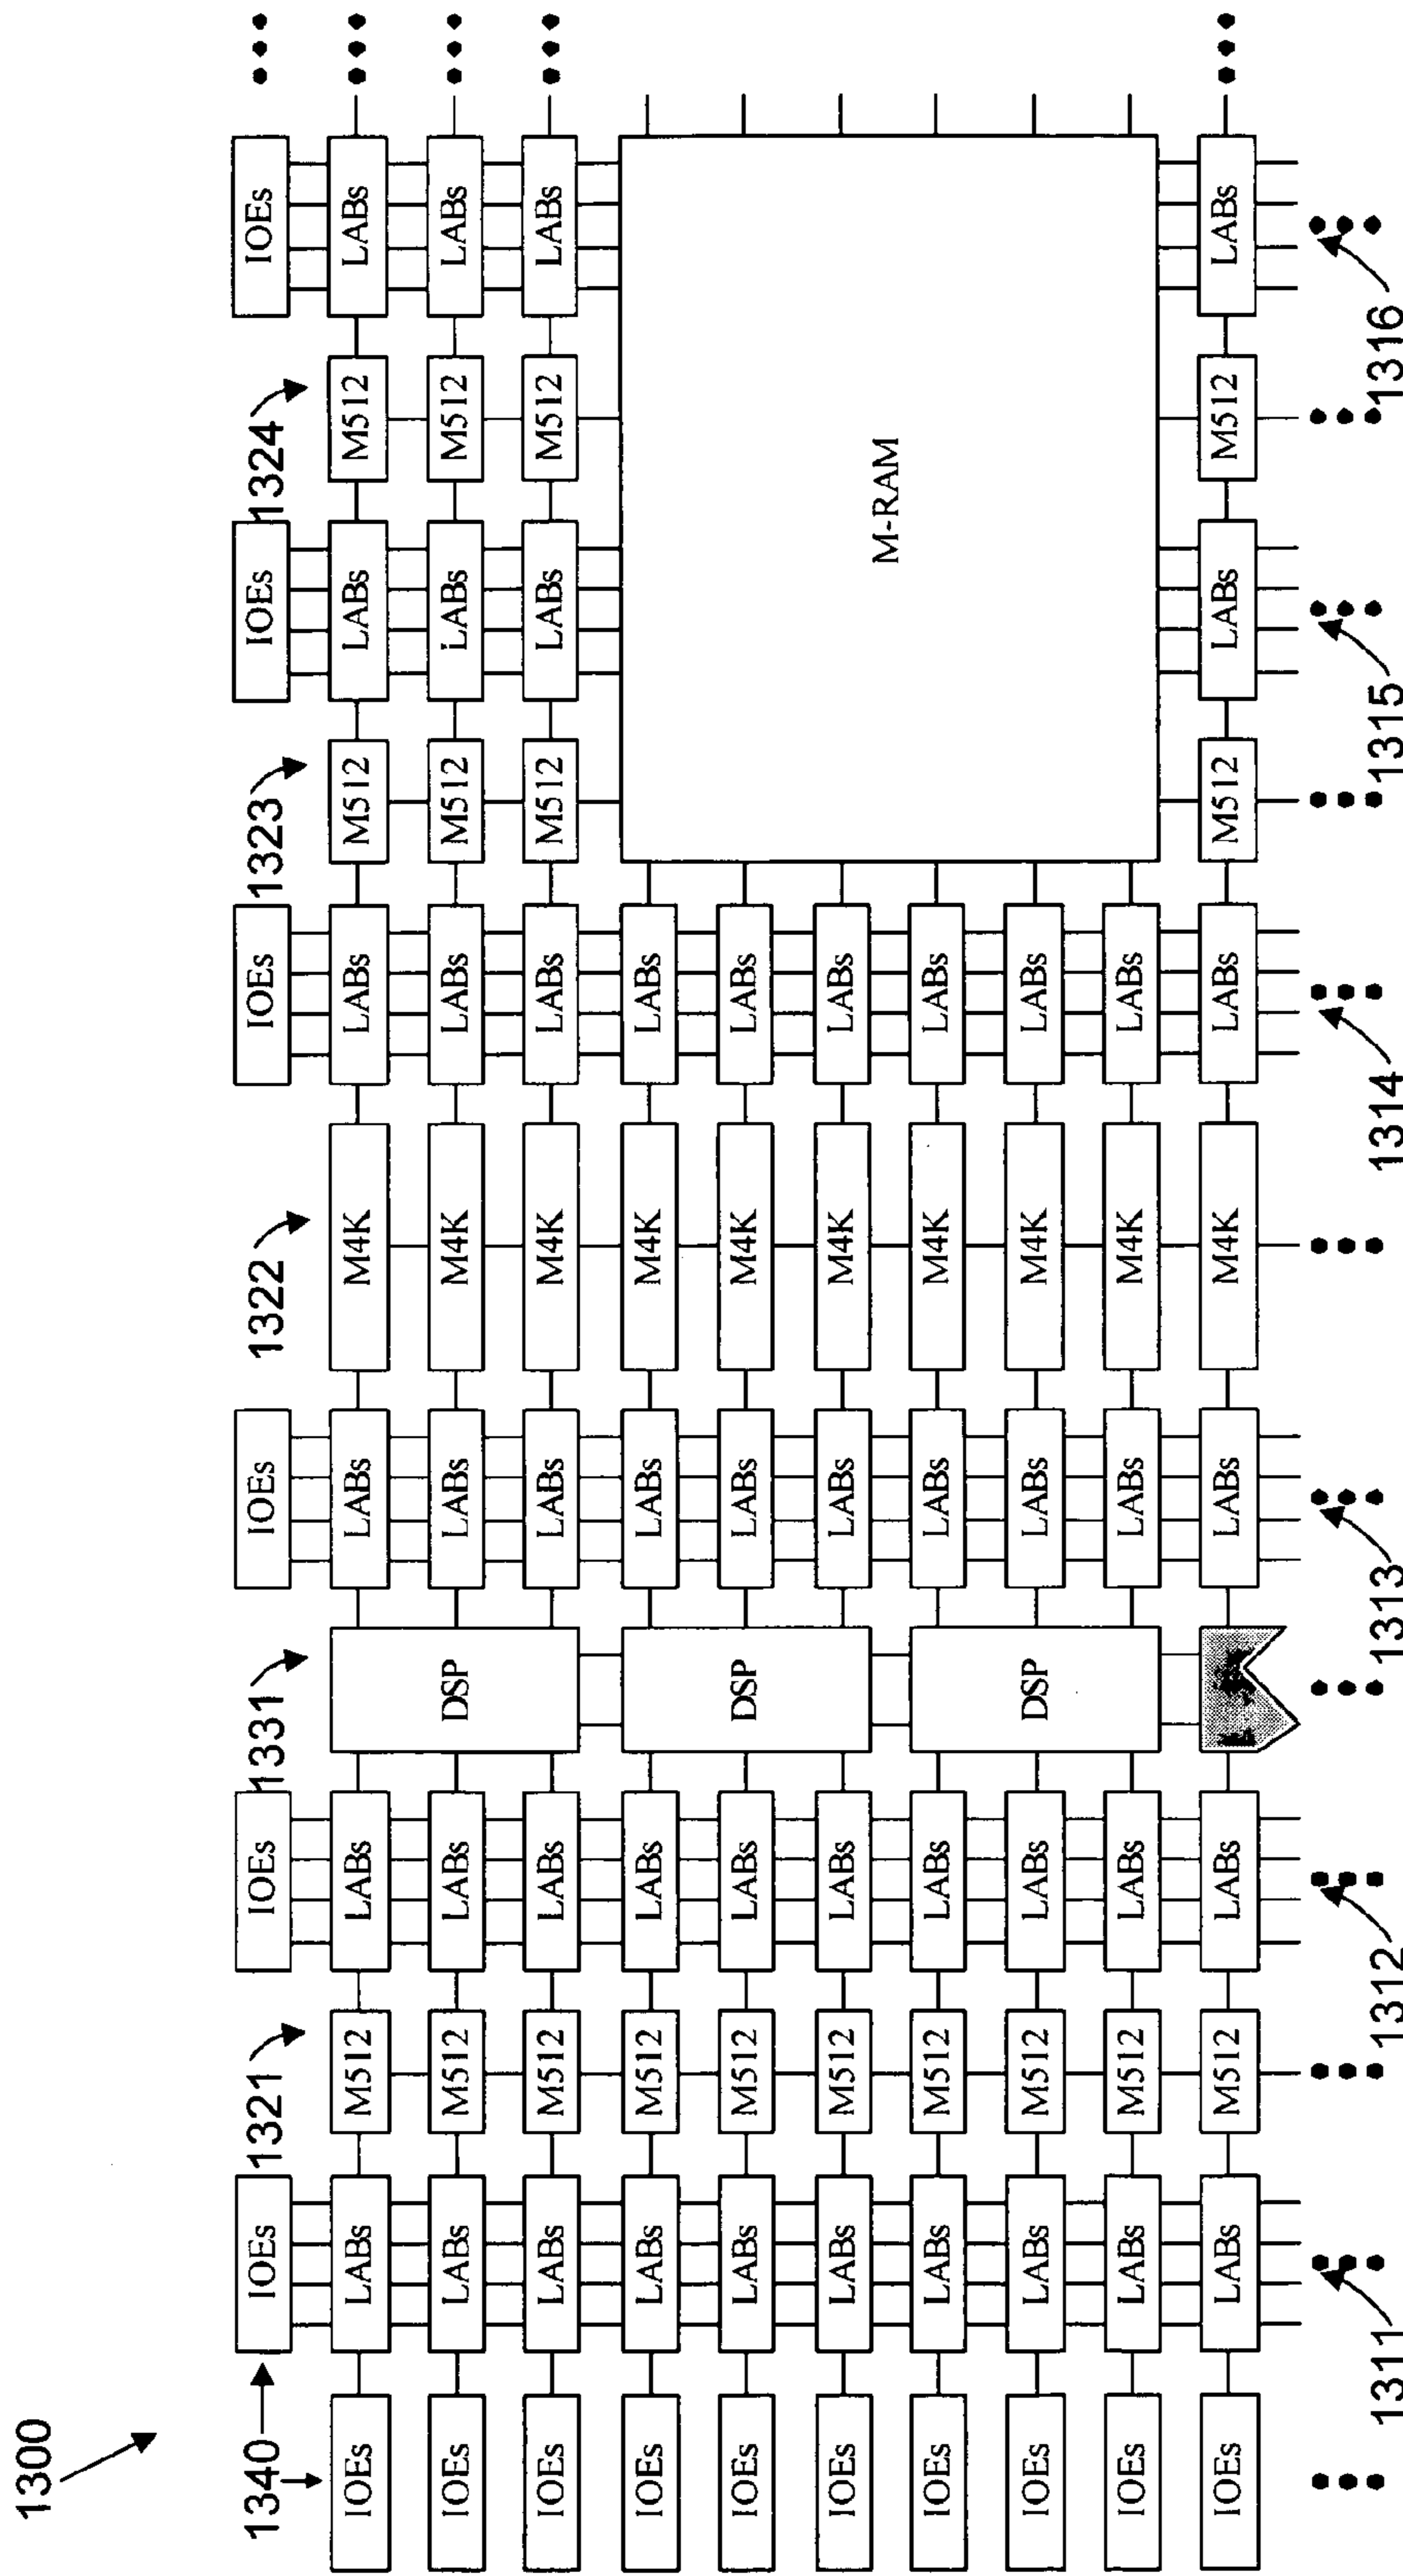 1300
1340 IOEs 1321 IOEs 1331 IOEs 1322 IOEs 1323 IOEs 1324 IOEs
IOEs LABs M512 LABs LABs M4K LABs M512 LABs M512 LABs
IOEs LABs M512 LABs DSP LABs M4K LABs M512 LABs M512 LABs
IOEs LABs M512 LABs LABs M4K LABs M512 LABs M512 LABs
IOEs LABs M512 LABs LABs M4K LABs
IOEs LABs M512 LABs DSP LABs M4K LABs
IOEs LABs M512 LABs LABs M4K LABs
M-RAM
IOEs LABs M512 LABs LABs M4K LABs
IOEs LABs M512 LABs DSP LABs M4K LABs
IOEs LABs M512 LABs LABs M4K LABs
IOEs LABs M512 LABs LABs M4K LABs M512 LABs M512 LABs
1311 1312 1313 1314 1315 1316